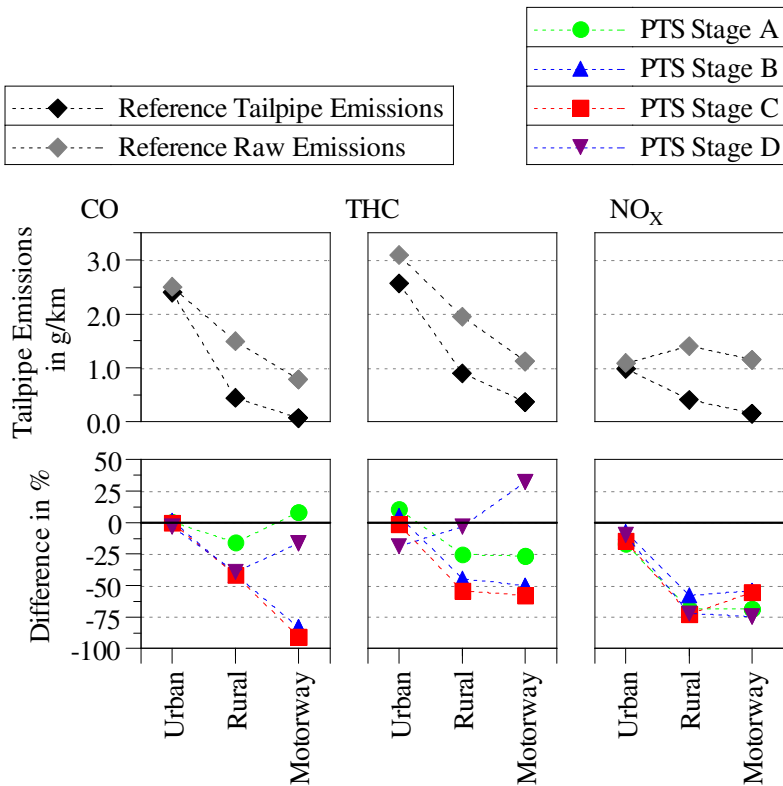 PTS Stage A
PTS Stage B
Reference Tailpipe Emissions
PTS Stage C
Reference Raw Emissions
PTS Stage D
CO
THC
NOX
Tailpipe Emissions
in g/km
3.0
2.0
1.0
0.0
Difference in %
50
25
0
-25
-50
-75
-100
Urban
Rural
Motorway
Urban
Rural
Motorway
Urban
Rural
Motorway